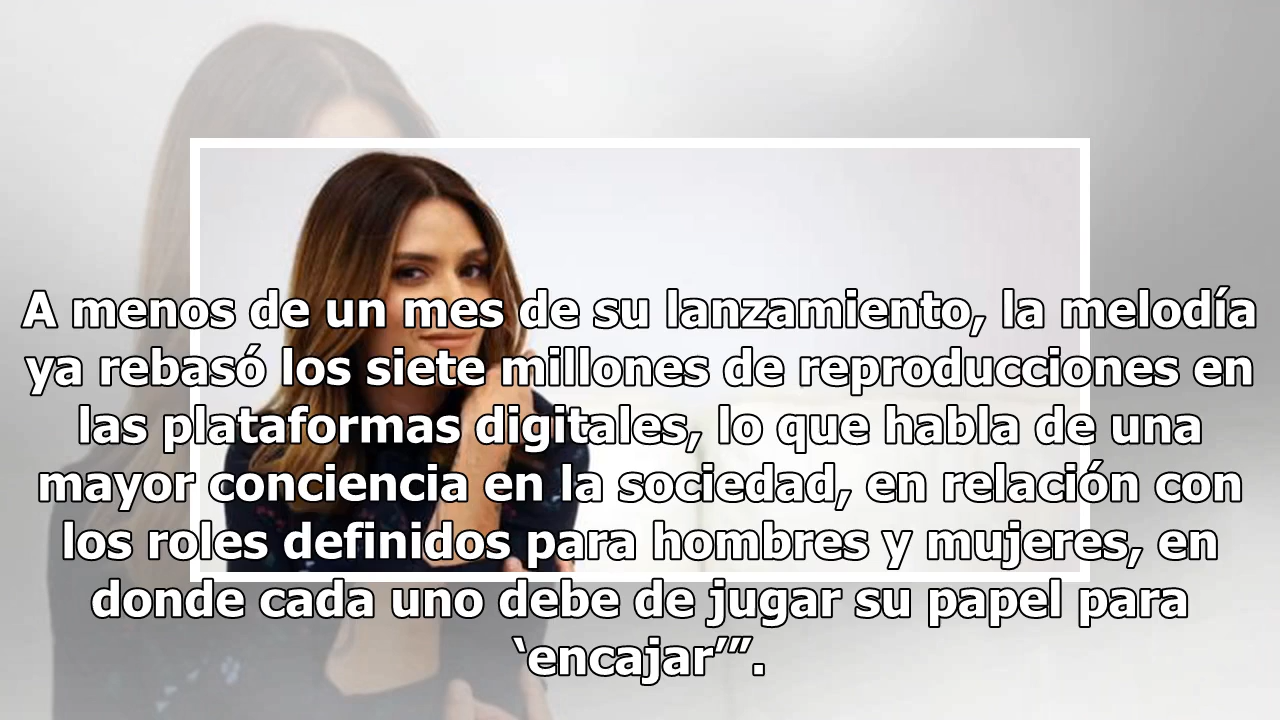 A menos de un mes de su lanzamiento, la melodía
ya rebasó los siete millones de reproducciones en
las plataformas digitales, lo que habla de una
mayor conciencia en la sociedad, en relación con
los roles definidos para hombres y mujeres, en
donde cada uno debe de jugar su papel para
‘encajar’”.